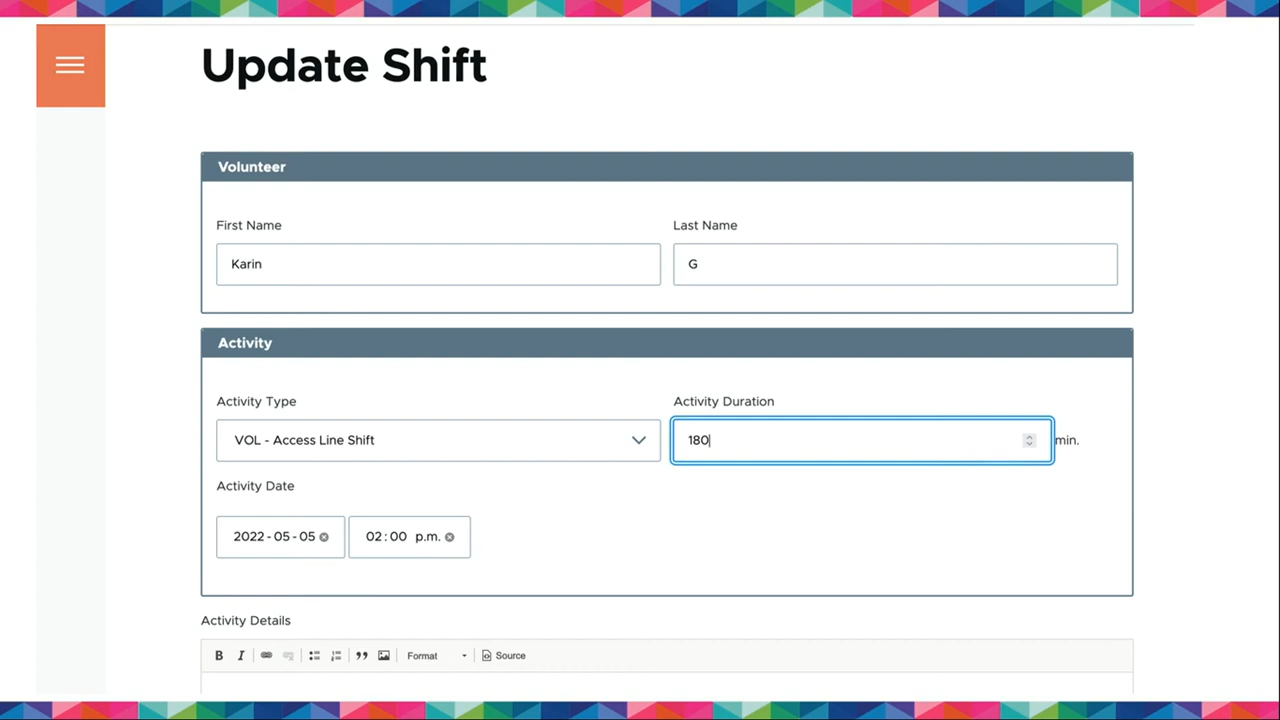 Update Shift
Volunteer
First Name
Last Name
Karin
G
Activity
Activity Type
Activity Duration
VOL - Access Line Shift
180
min.
Activity Date
2022-05-05
02:00 p.m.
Activity Details
B I Format Source